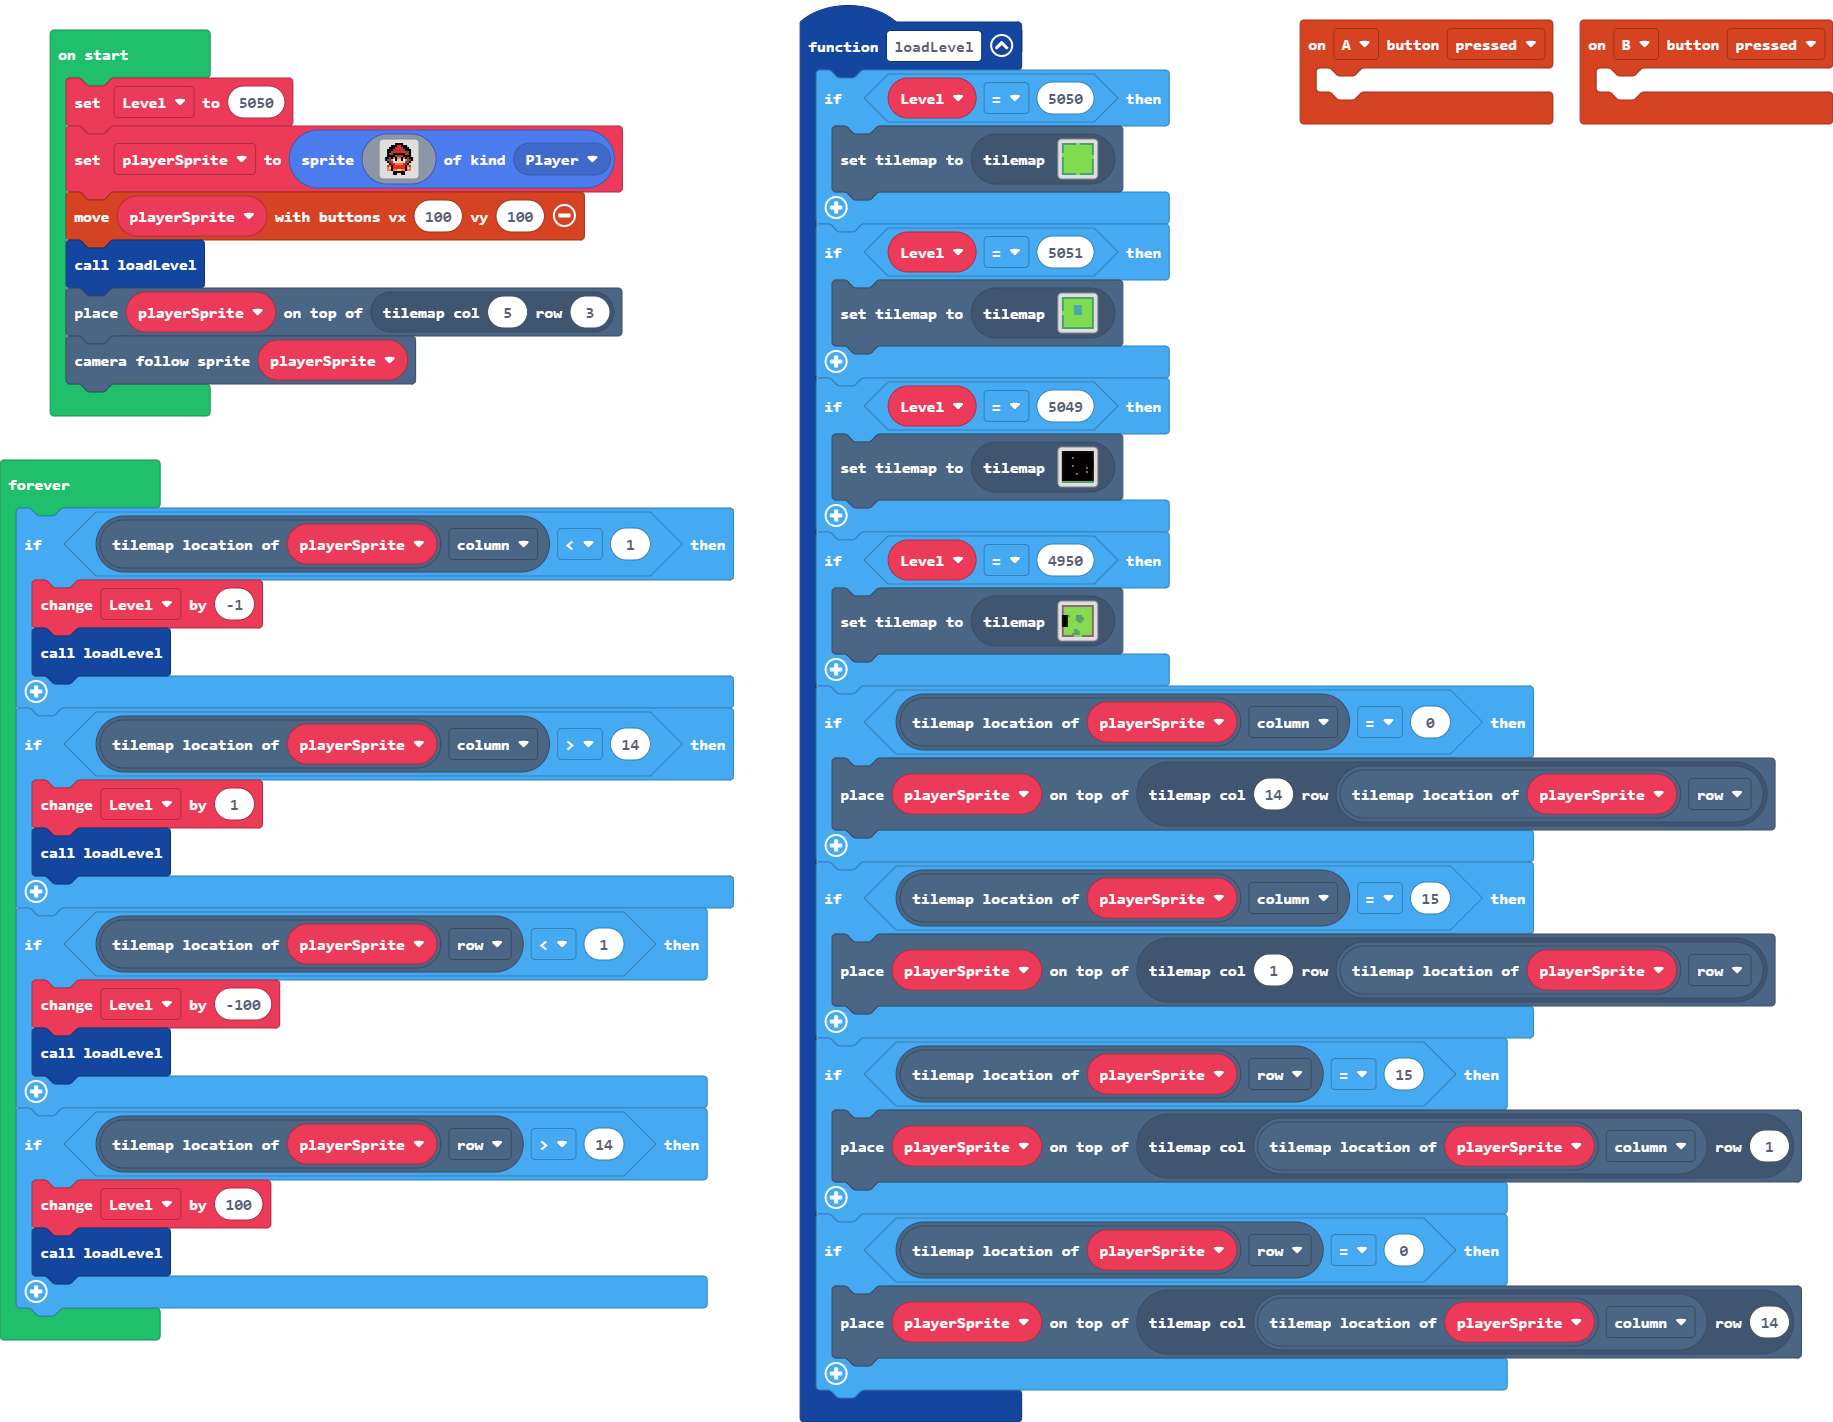 on start
set Level to 5050
set playerSprite to sprite of kind Player
move playerSprite with buttons vx 100 vy 100
call loadLevel
place playerSprite on top of tilemap col 5 row 3
camera follow sprite playerSprite
forever
if tilemap location of playerSprite column < 1 then
change Level by -1
call loadLevel
if tilemap location of playerSprite column > 14 then
change Level by 1
call loadLevel
if tilemap location of playerSprite row < 1 then
change Level by -100
call loadLevel
if tilemap location of playerSprite row > 14 then
change Level by 100
call loadLevel
function loadLevel
if Level = 5050 then
set tilemap to tilemap
if Level = 5051 then
set tilemap to tilemap
if Level = 5049 then
set tilemap to tilemap
if Level = 4950 then
set tilemap to tilemap
if tilemap location of playerSprite column = 0 then
place playerSprite on top of tilemap col 14 row tilemap location of playerSprite row
if tilemap location of playerSprite column = 15 then
place playerSprite on top of tilemap col 1 row tilemap location of playerSprite row
if tilemap location of playerSprite row = 15 then
place playerSprite on top of tilemap col tilemap location of playerSprite column row 1
if tilemap location of playerSprite row = 0 then
place playerSprite on top of tilemap col tilemap location of playerSprite column row 14
on A button pressed
on B button pressed